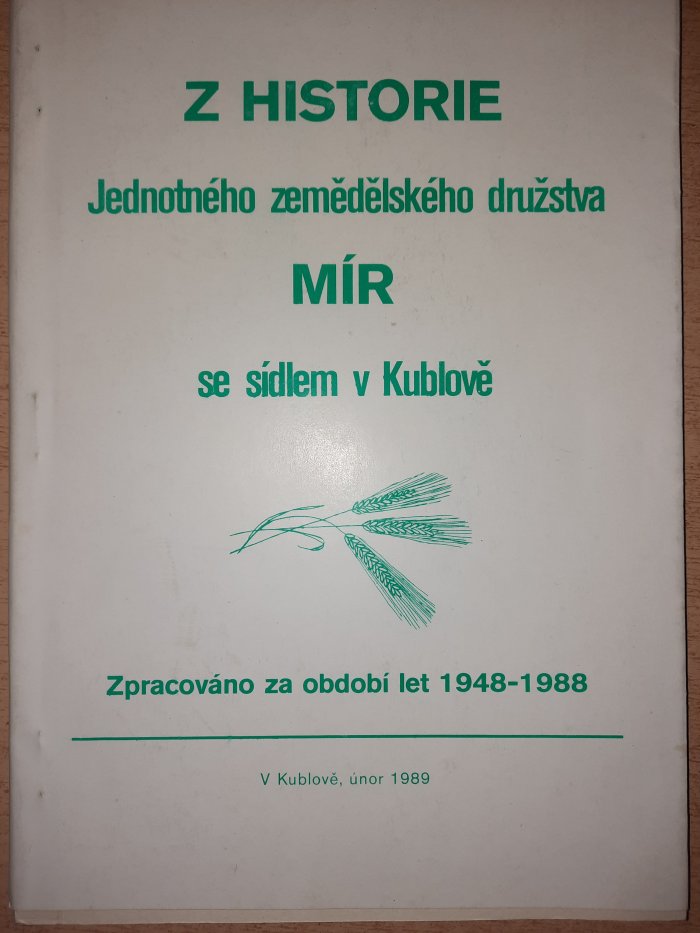 Z HISTORIE
Jednotného zemědělského družstva
MÍR
se sídlem v Kublově
Zpracováno za období let 1948-1988
V Kublově, únor 1989